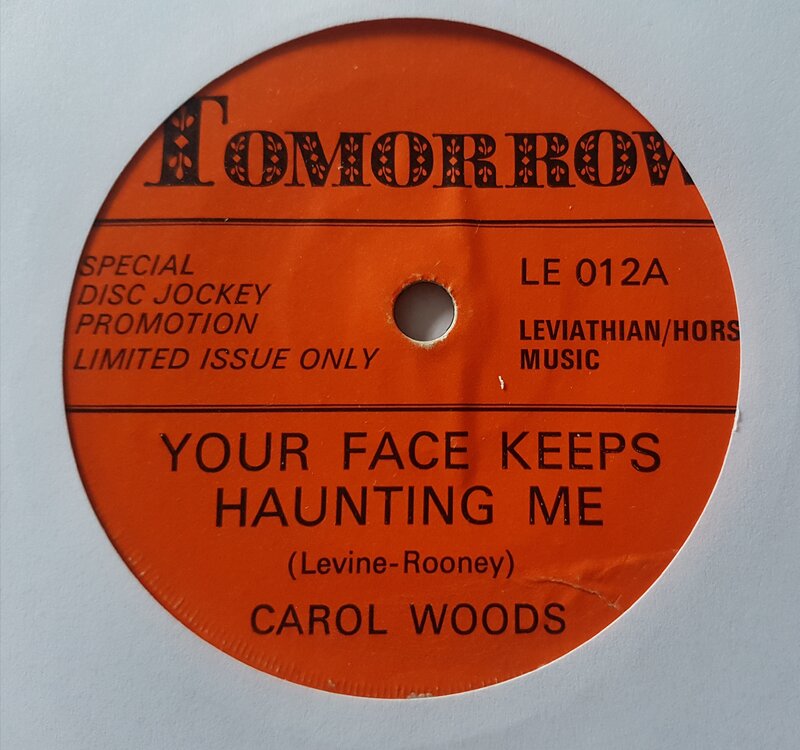 TOMORROW
SPECIAL
DISC JOCKEY
PROMOTION
LIMITED ISSUE ONLY
LE 012A
LEVIATHIAN/HORS
MUSIC
YOUR FACE KEEPS
HAUNTING ME
(Levine-Rooney)
CAROL WOODS